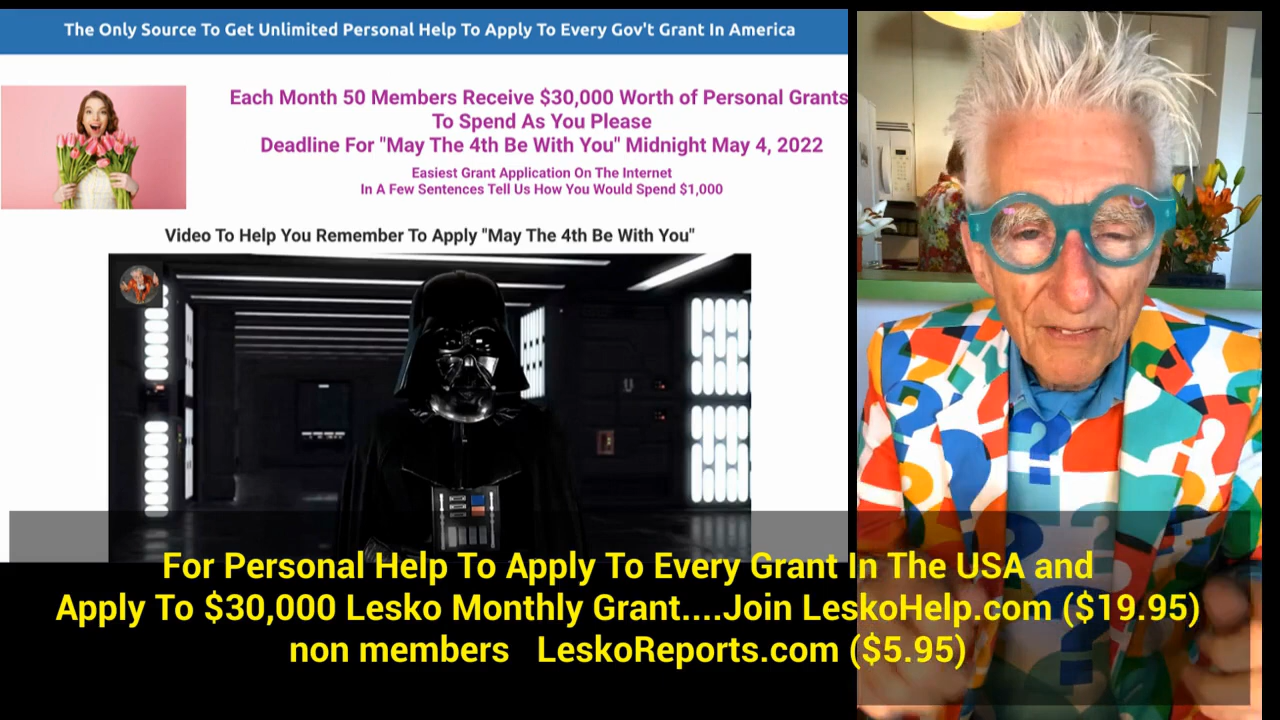 The Only Source To Get Unlimited Personal Help To Apply To Every Gov't Grant In America
Each Month 50 Members Receive $30,000 Worth of Personal Grants
To Spend As You Please
Deadline For "May The 4th Be With You" Midnight May 4, 2022
Easiest Grant Application On The Internet
In A Few Sentences Tell Us How You Would Spend $1,000
Video To Help You Remember To Apply "May The 4th Be With You"
For Personal Help To Apply To Every Grant In The USA and
Apply To $30,000 Lesko Monthly Grant....Join LeskoHelp.com ($19.95)
non members LeskoReports.com ($5.95)